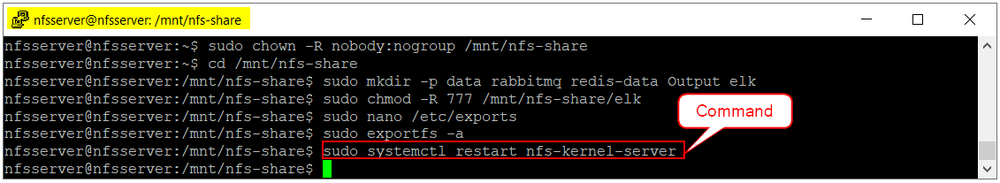 nfsserver@nfsserver: /mnt/nfs-share
nfsserver@nfsserver:~$ sudo chown -R nobody:nogroup /mnt/nfs-share
nfsserver@nfsserver:~$ cd /mnt/nfs-share
nfsserver@nfsserver:/mnt/nfs-share$ sudo mkdir -p data rabbitmq redis-data Output elk
nfsserver@nfsserver:/mnt/nfs-share$ sudo chmod -R 777 /mnt/nfs-share/elk
nfsserver@nfsserver:/mnt/nfs-share$ sudo nano /etc/exports
Command
nfsserver@nfsserver:/mnt/nfs-share$ sudo exportfs -a
nfsserver@nfsserver:/mnt/nfs-share$ sudo systemctl restart nfs-kernel-server
nfsserver@nfsserver:/mnt/nfs-share$